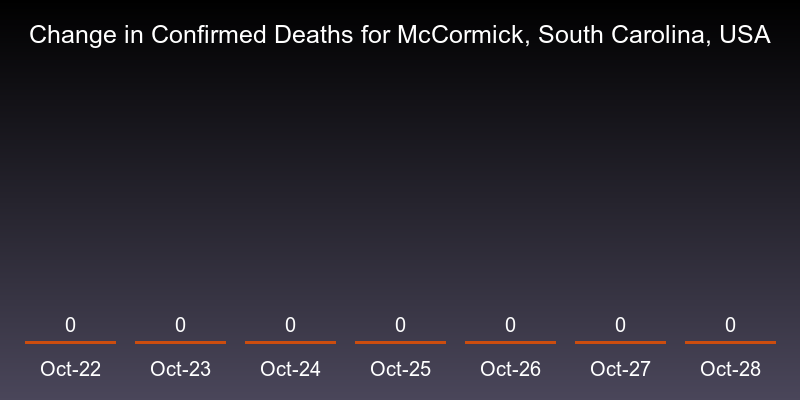 Change in Confirmed Deaths for McCormick, South Carolina, USA
0 0 0 0 0 0 0
Oct-22 Oct-23 Oct-24 Oct-25 Oct-26 Oct-27 Oct-28